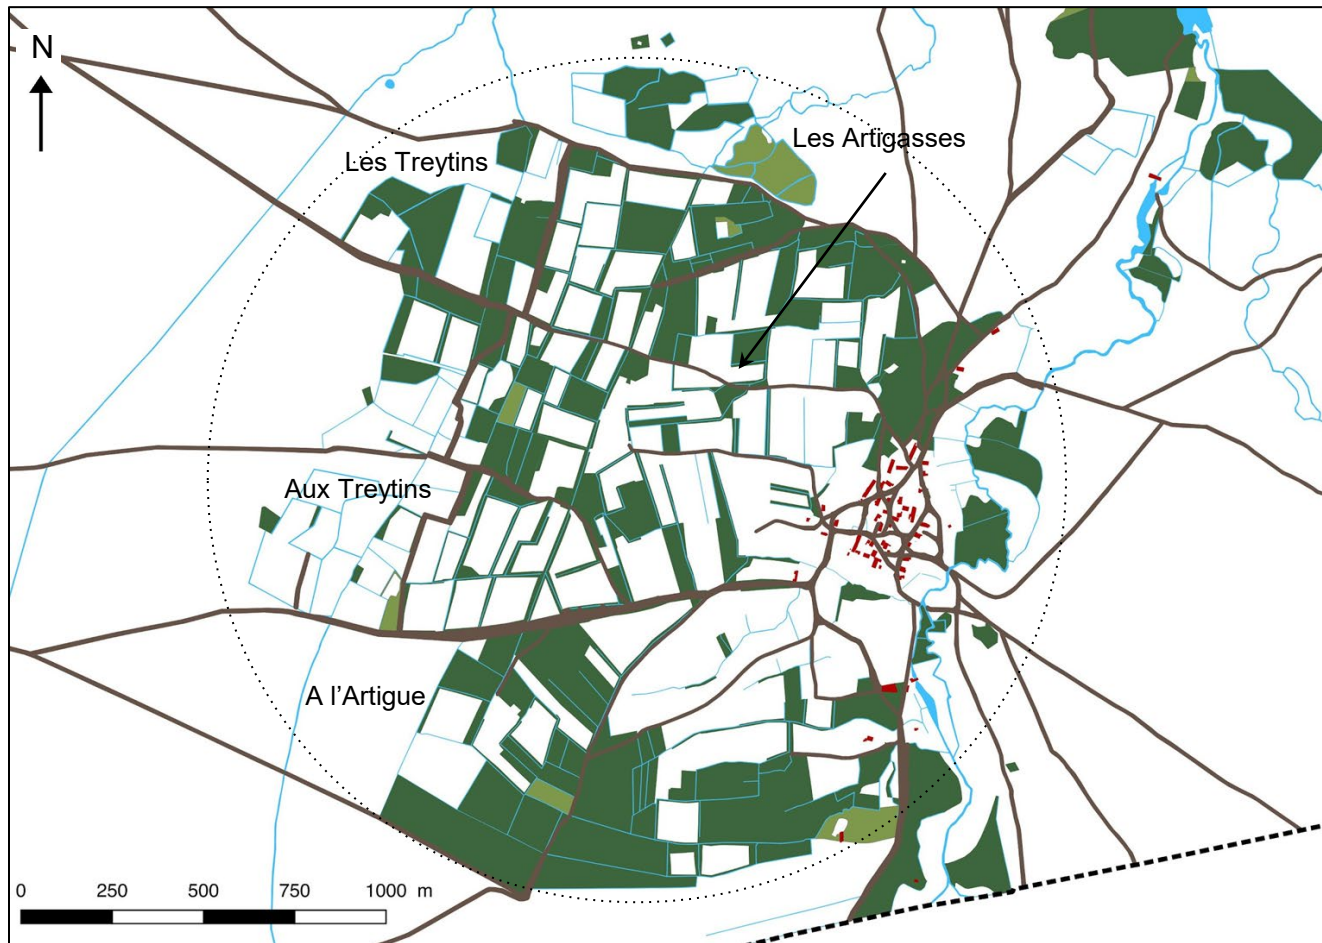 N
Les Artigasses
Les Treytins
Aux Treytins
A l’Artigue
0 250 500 750 1000 m